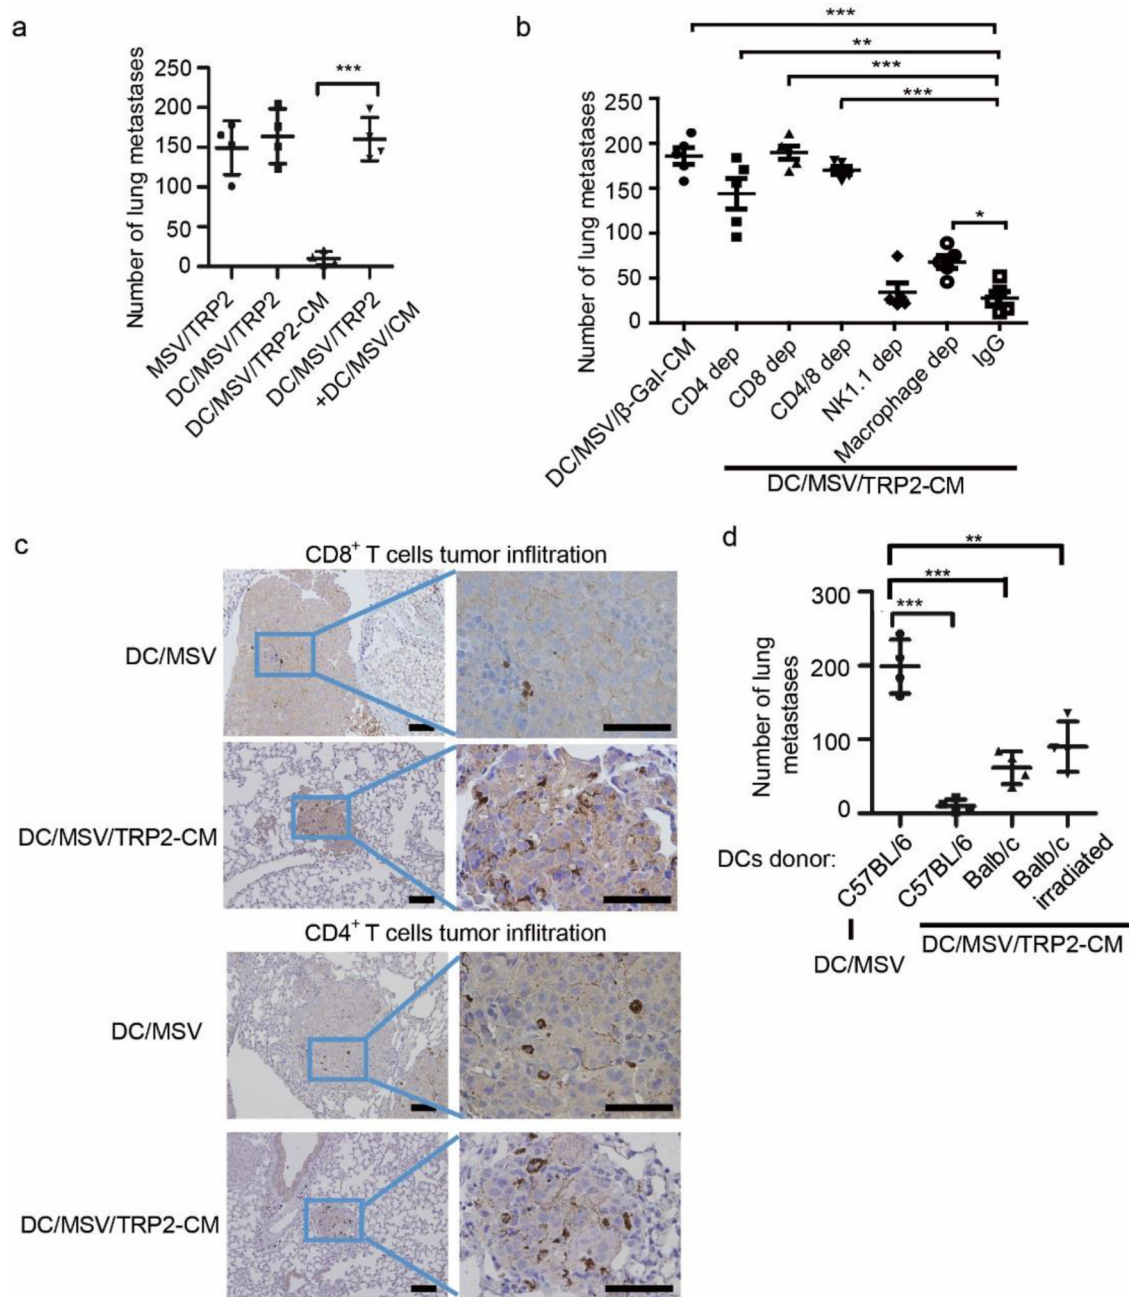 a
Number of lung metastases
250
200
150
100
50
0
***
MSV/TRP2
DC/MSV/TRP2
DC/MSV/TRP2-CM
DC/MSV/TRP2
+DC/MSV/CM
b
Number of lung metastases
250
200
150
100
50
0
***
**
***
***
*
DC/MSV/β-Gal-CM
CD4 dep
CD8 dep
CD4/8 dep
NK1.1 dep
Macrophage dep
IgG
DC/MSV/TRP2-CM
c
CD8+ T cells tumor inflitration
DC/MSV
DC/MSV/TRP2-CM
CD4+ T cells tumor inflitration
DC/MSV
DC/MSV/TRP2-CM
d
Number of lung
metastases
300
200
100
0
**
***
***
DCs donor:
C57BL/6
C57BL/6
Balb/c
Balb/c
irradiated
DC/MSV
DC/MSV/TRP2-CM